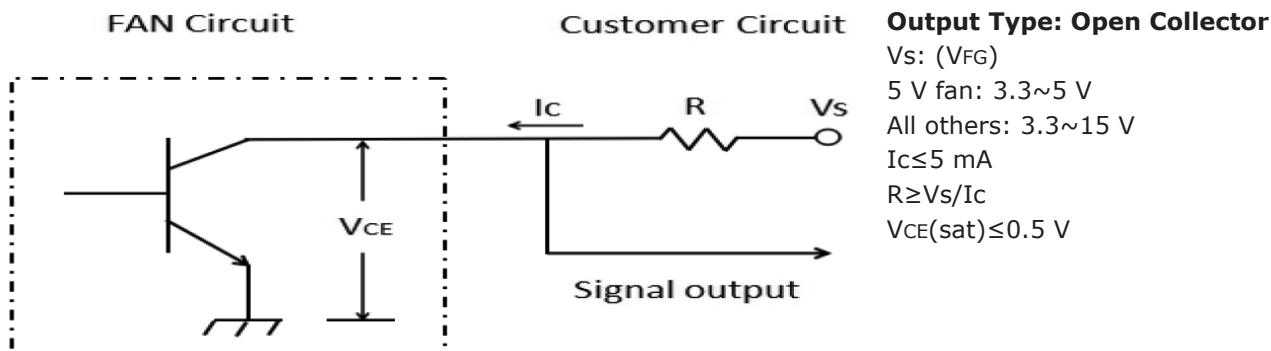 FAN Circuit
Customer Circuit
Ic
R
Vs
VCE
Signal output
Output Type: Open Collector
Vs: (VFG)
5 V fan: 3.3~5 V
All others: 3.3~15 V
Ic≤5 mA
R≥Vs/Ic
VCE(sat)≤0.5 V